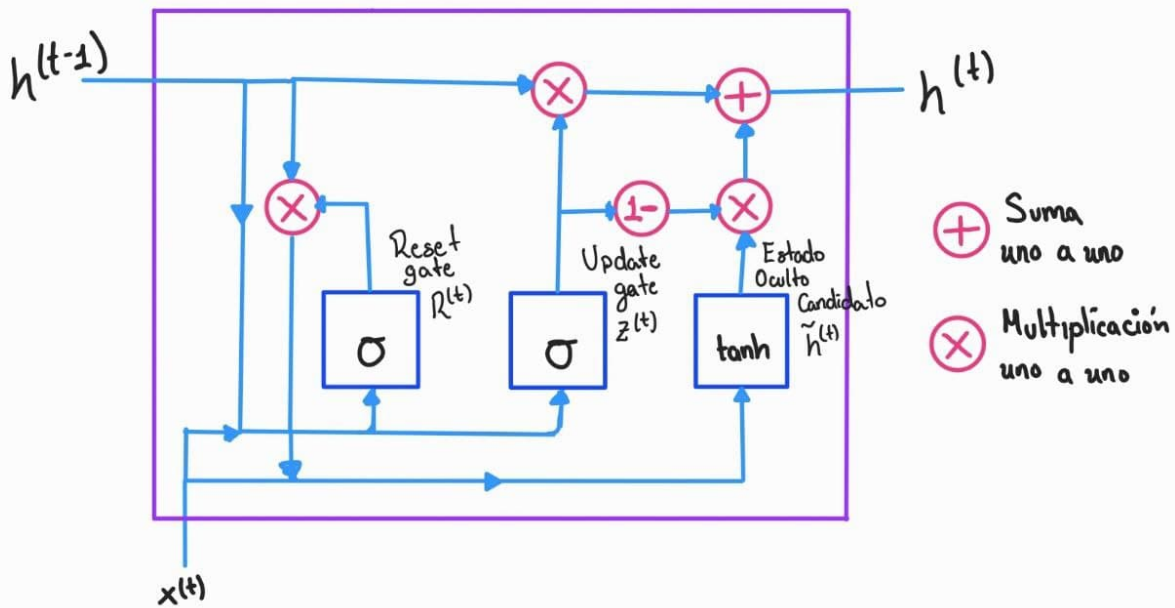 h^(t-1)
h^(t)
×
+
×
1-
×
Reset
gate
R^(t)
Update
gate
z^(t)
Estado
Oculto
Candidato
h̃^(t)
σ
σ
tanh
x^(t)
+ Suma
uno a uno
× Multiplicación
uno a uno